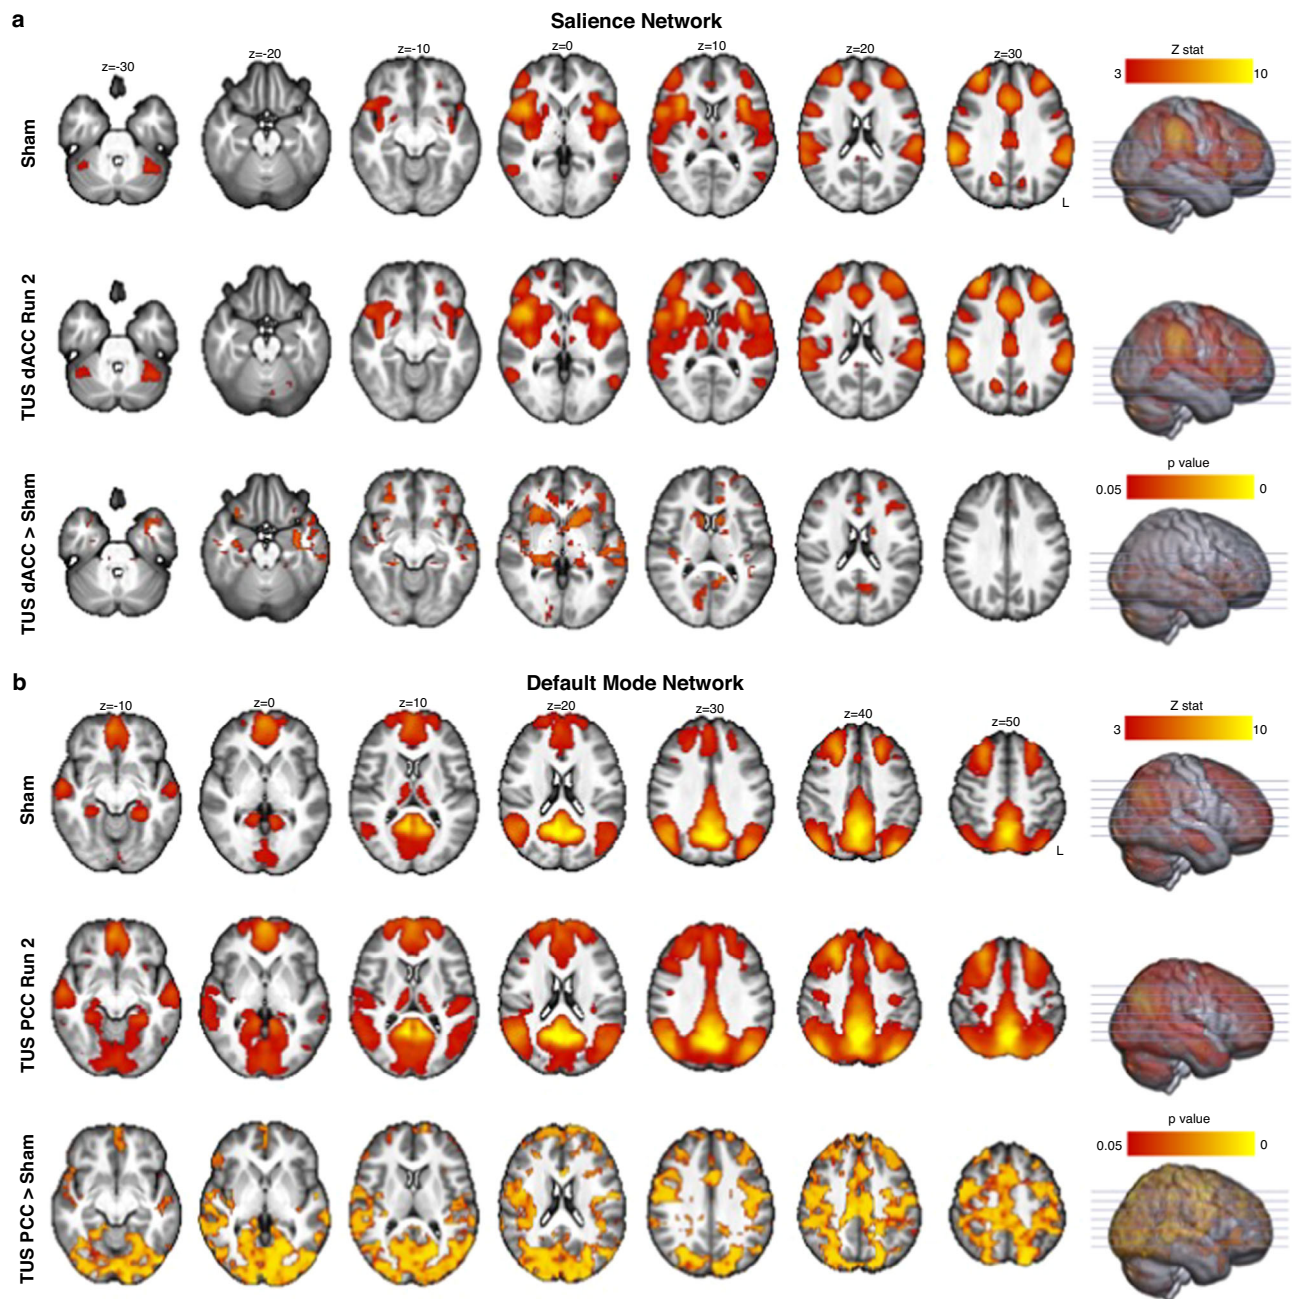 a
Salience Network
z=-30
z=-20
z=-10
z=0
z=10
z=20
z=30
Z stat
3
10
Sham
L
TUS dACC Run 2
p value
0.05
0
TUS dACC > Sham
b
Default Mode Network
z=-10
z=0
z=10
z=20
z=30
z=40
z=50
Z stat
3
10
Sham
L
TUS PCC Run 2
p value
0.05
0
TUS PCC > Sham